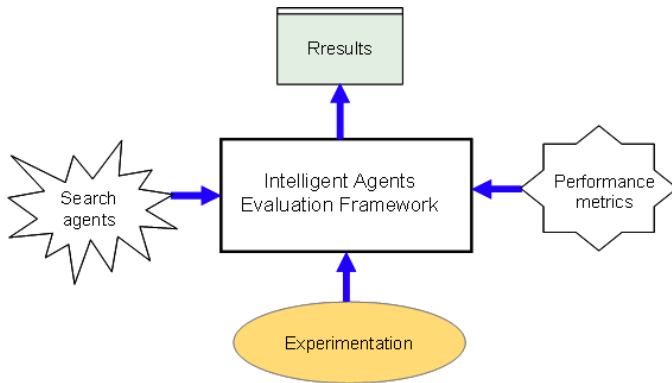 Rresults
Intelligent Agents
Evaluation Framework
Search
agents
Performance
metrics
Experimentation